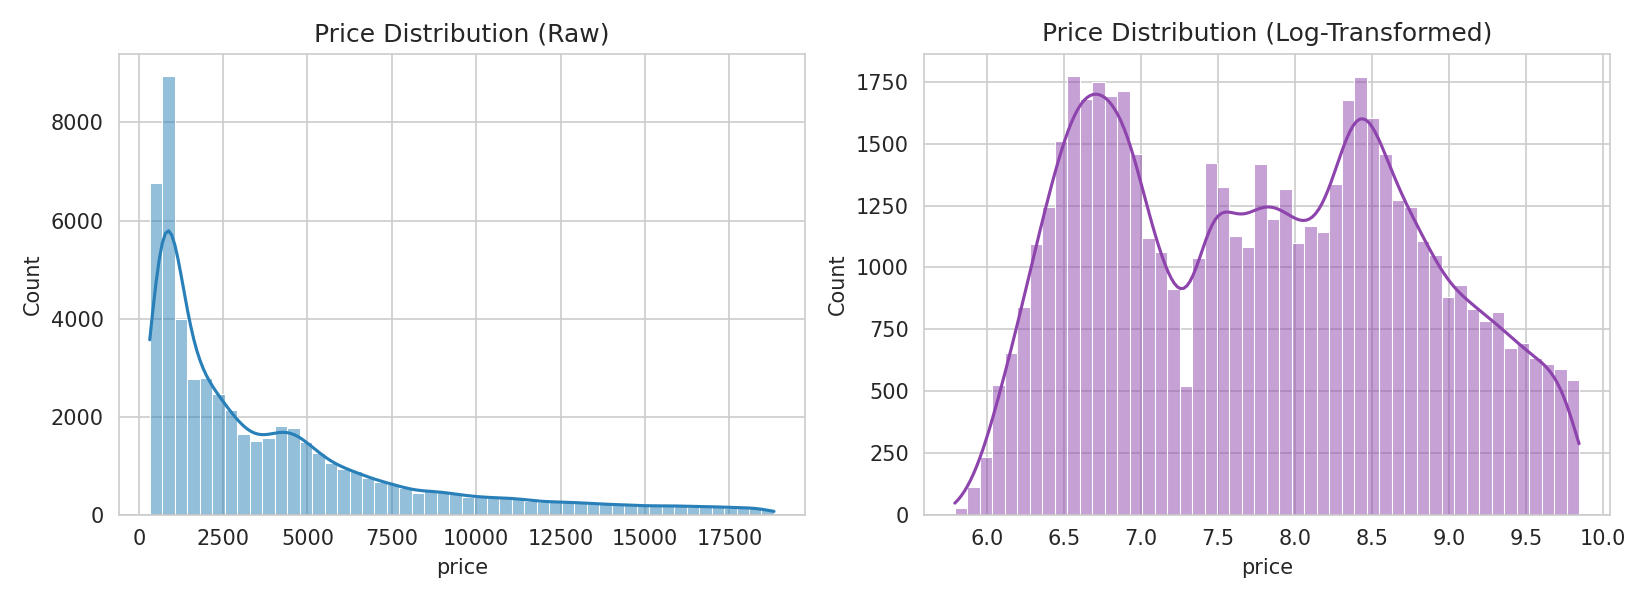 Price Distribution (Raw)
Count
8000
6000
4000
2000
0
0 2500 5000 7500 10000 12500 15000 17500
price
Price Distribution (Log-Transformed)
Count
1750
1500
1250
1000
750
500
250
0
6.0 6.5 7.0 7.5 8.0 8.5 9.0 9.5 10.0
price